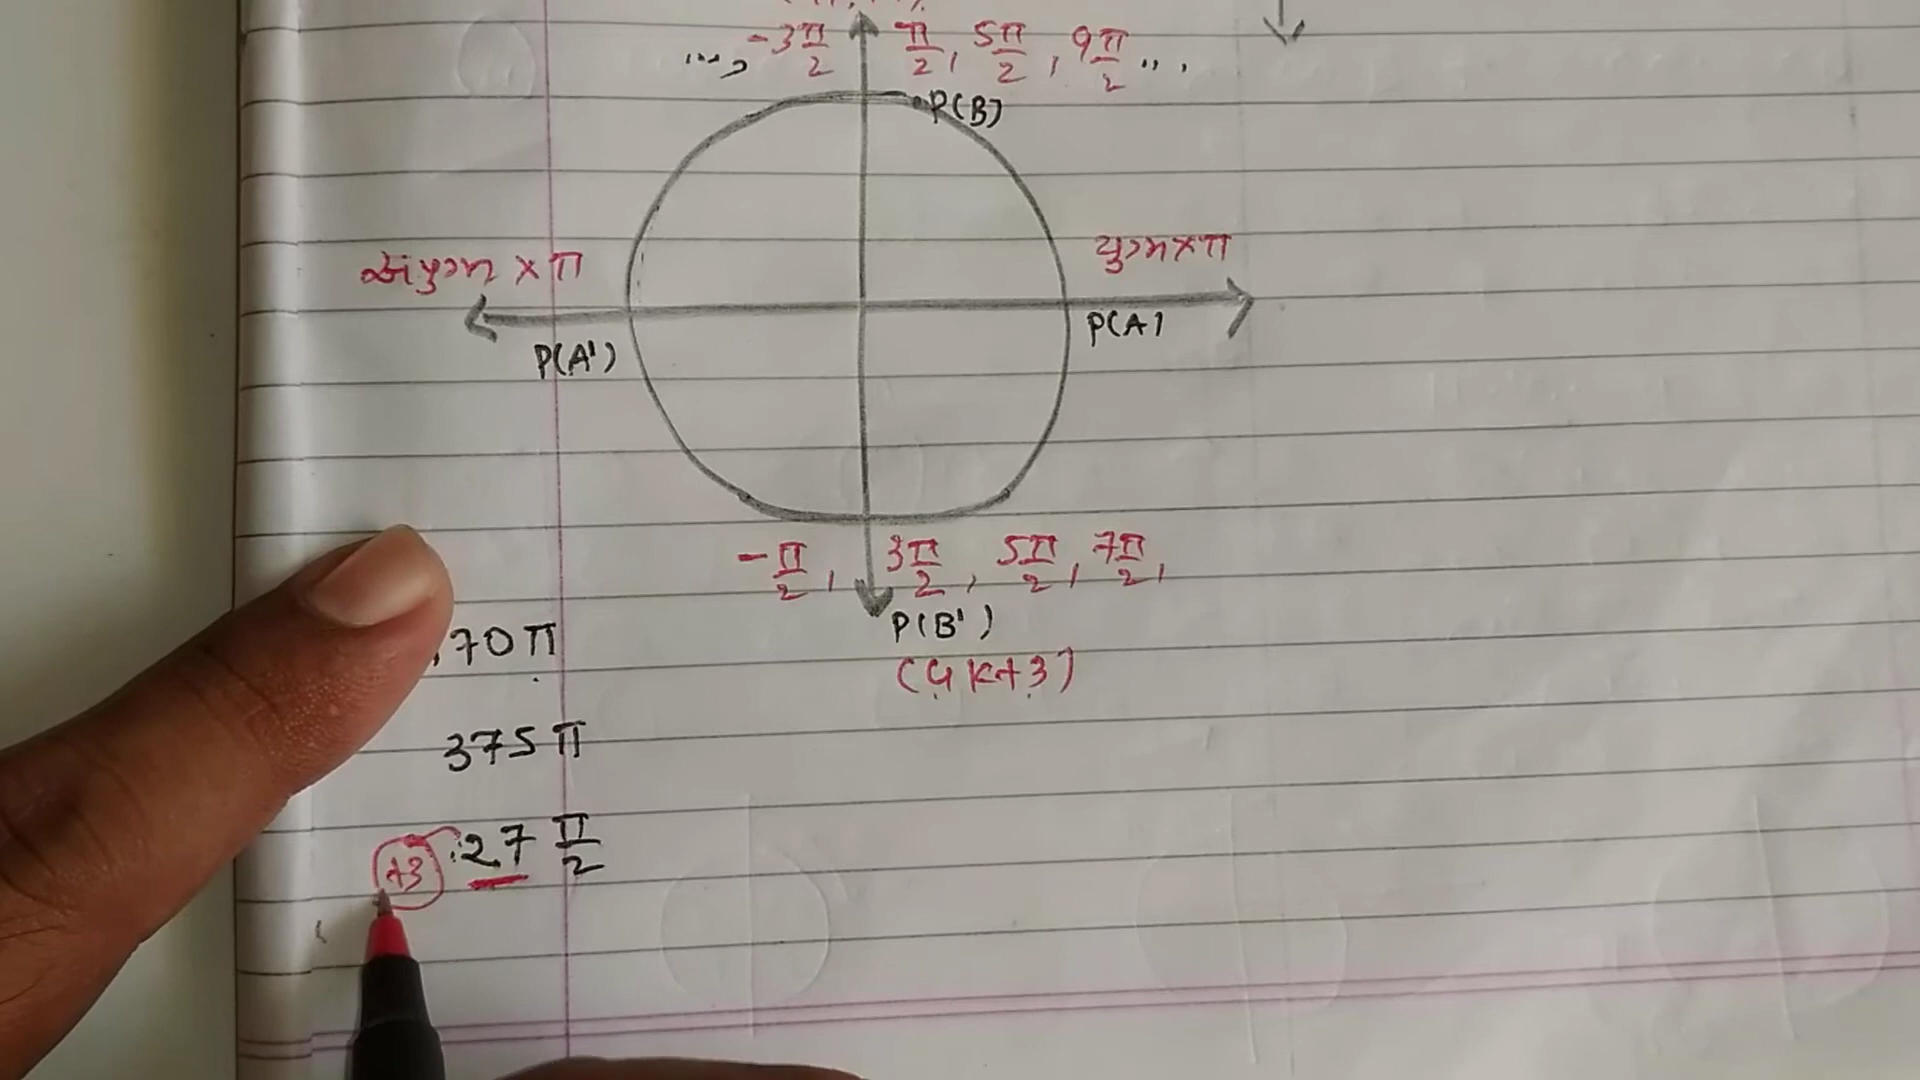 ..., -3π/2 π/2, 5π/2, 9π/2 ...
P(B)
અયુગ્મ × π
યુગ્મ × π
P(A')
P(A)
-π/2, 3π/2, 5π/2, 7π/2,
P(B')
(4K+3)
70π
375π
+3 27 π/2